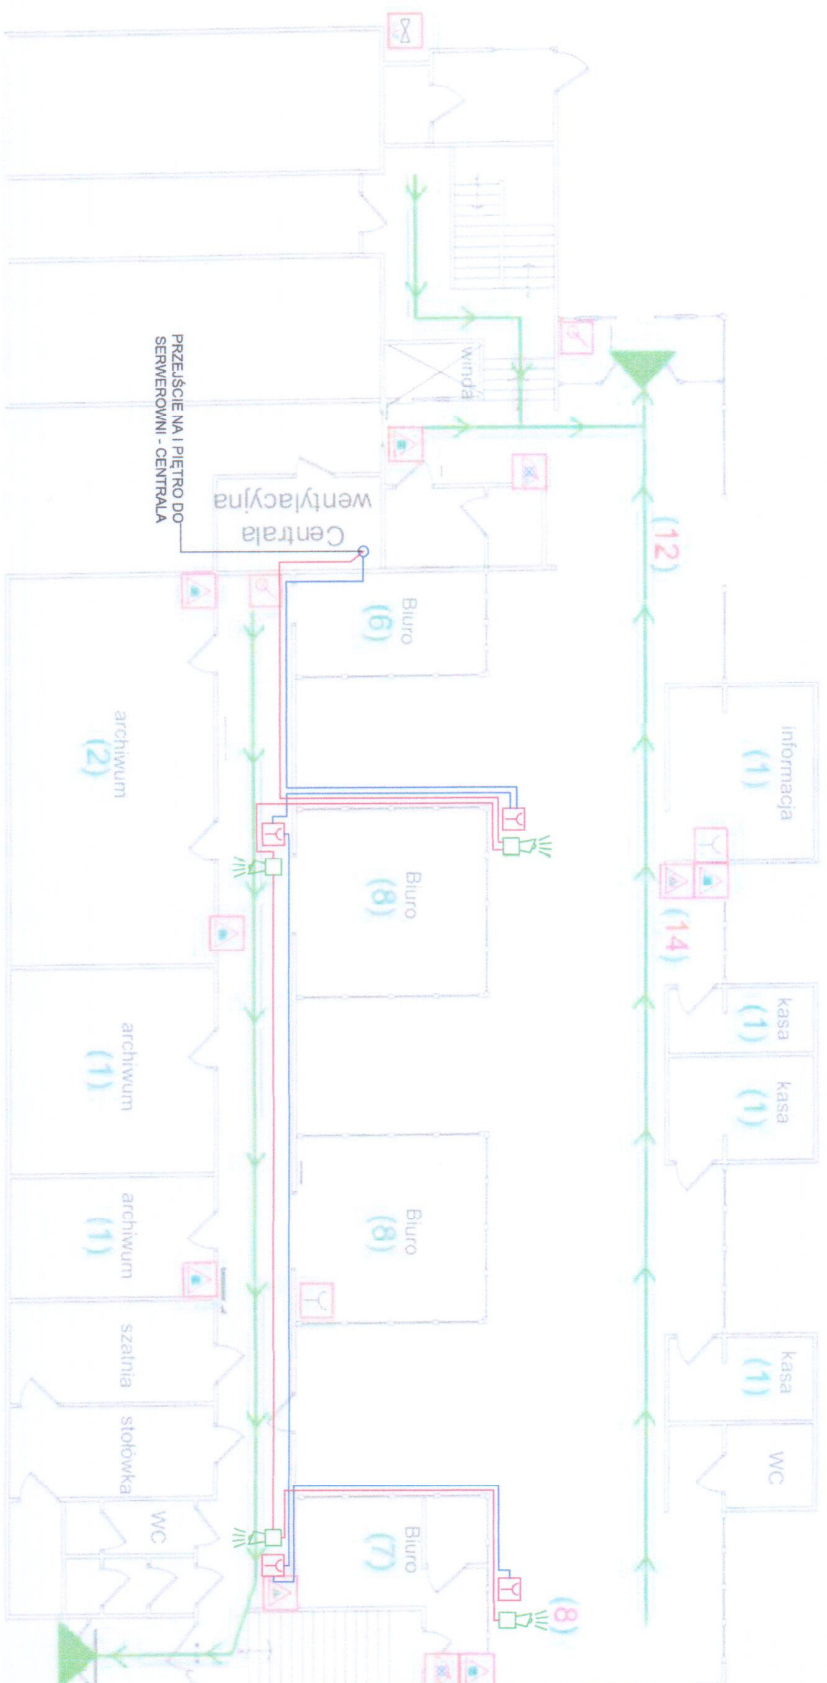 winda
PRZEJŚCIE NA I PIĘTRO DO
SERWEROWNI - CENTRALA
Centrala
wentylacyjna
(12)
Biuro
(6)
archiwum
(2)
informacja
(1)
Biuro
(8)
(14)
kasa
(1)
archiwum
(1)
kasa
(1)
Biuro
(8)
archiwum
(1)
szatnia
kasa
(1)
stołówka
WC
WC
Biuro
(7)
(8)